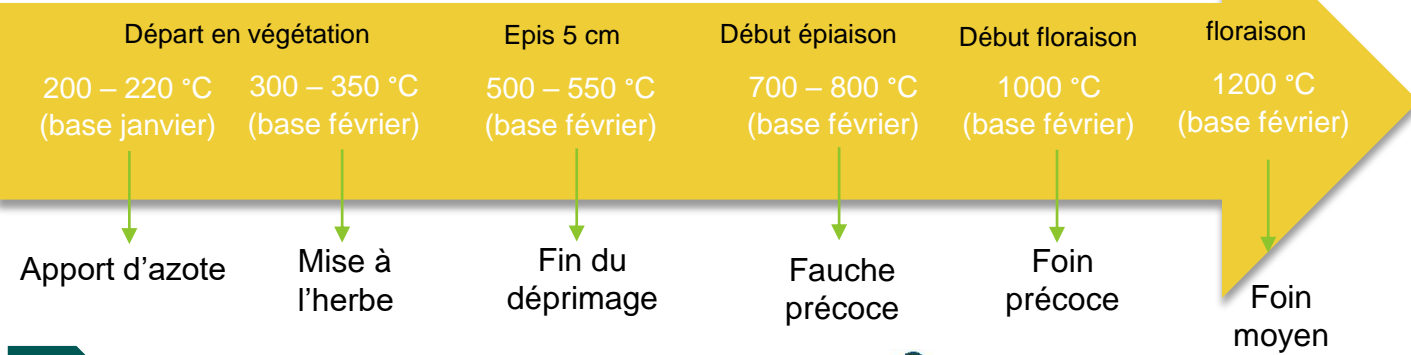 Départ en végétation
Epis 5 cm
Début épiaison
Début floraison
floraison
200 – 220 °C
(base janvier)
300 – 350 °C
(base février)
500 – 550 °C
(base février)
700 – 800 °C
(base février)
1000 °C
(base février)
1200 °C
(base février)
Apport d'azote
Mise à
l'herbe
Fin du
déprimage
Fauche
précoce
Foin
précoce
Foin
moyen